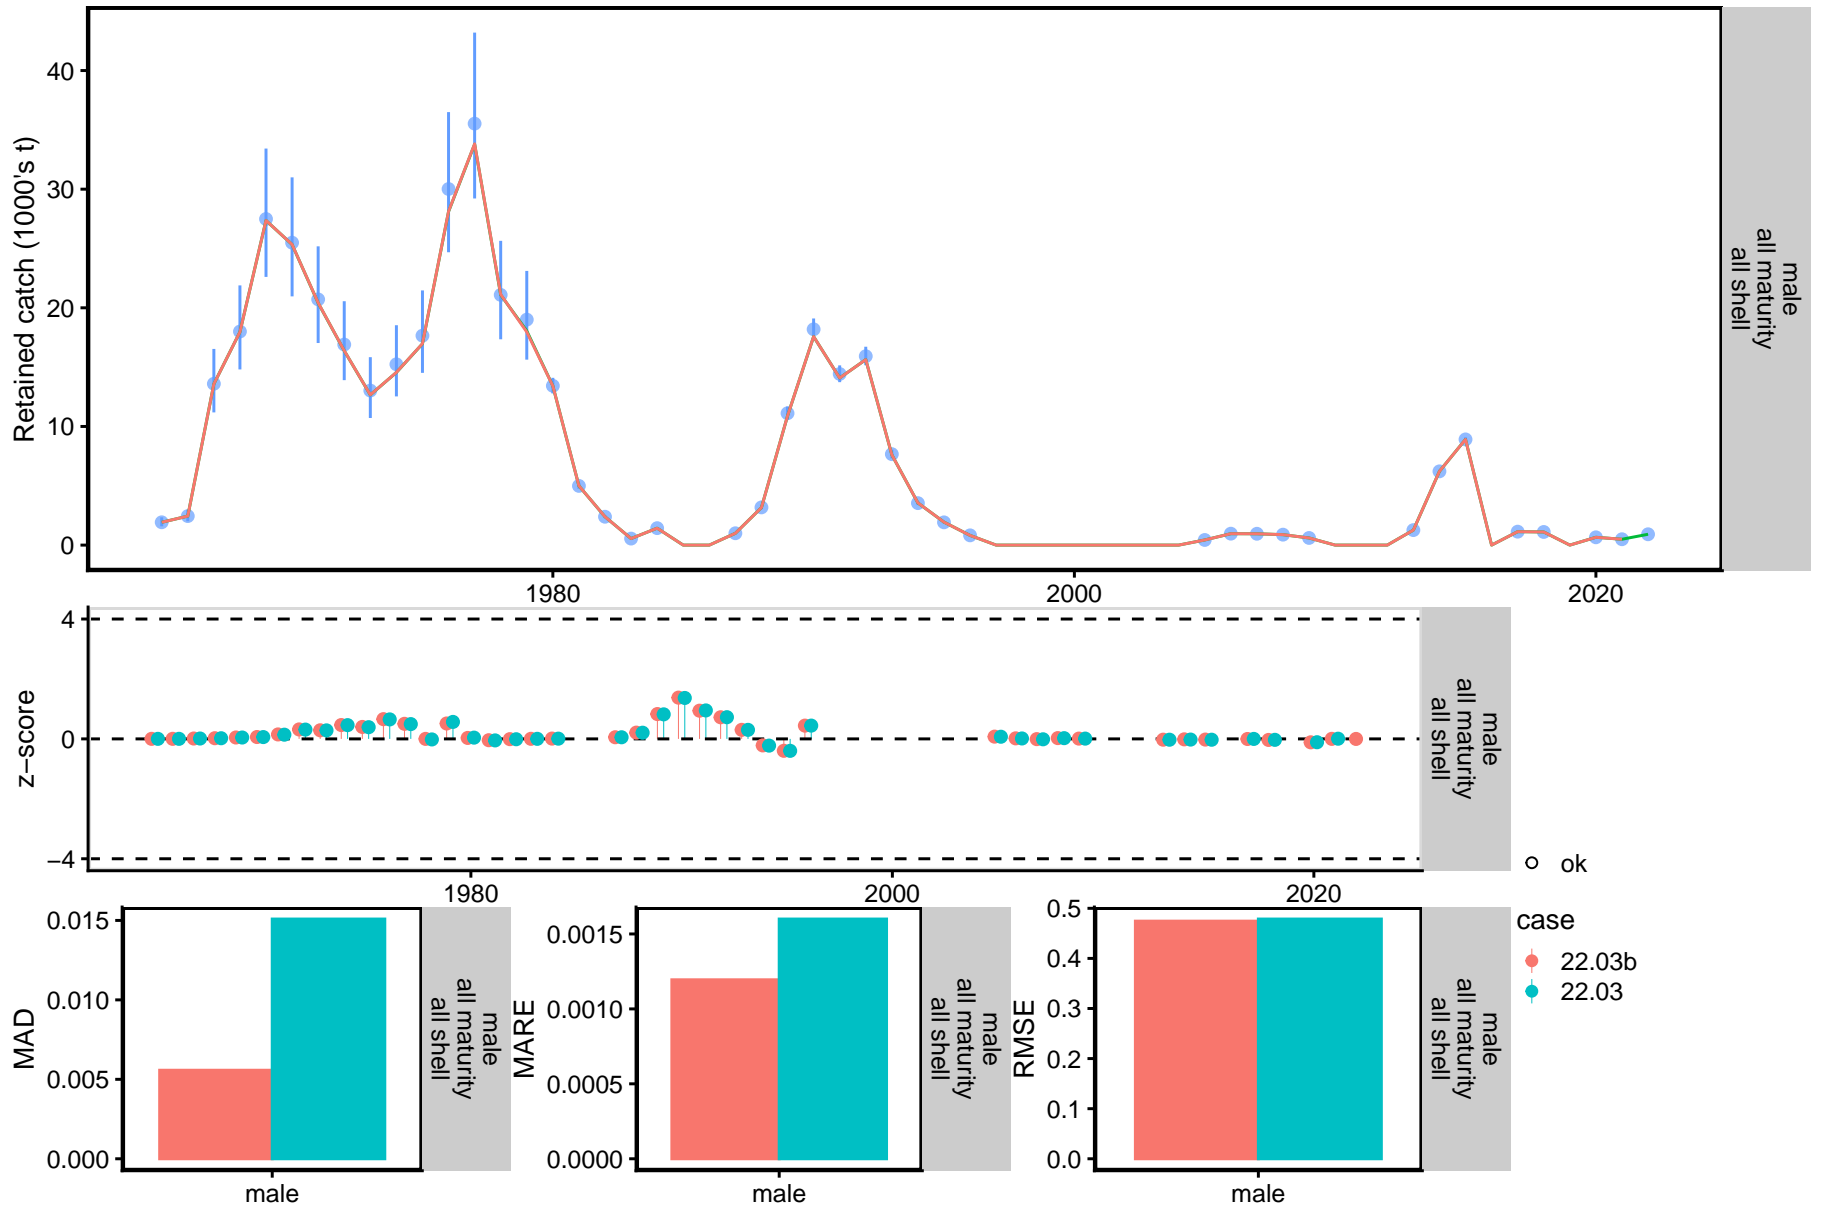 Retained catch (1000's t)
40
30
20
10
0
1980
2000
2020
male
all maturity
all shell
z−score
4
0
−4
1980
2000
2020
male
all maturity
all shell
MAD
0.015
0.010
0.005
0.000
male
male
all maturity
all shell
MARE
0.0015
0.0010
0.0005
0.0000
male
male
all maturity
all shell
RMSE
0.5
0.4
0.3
0.2
0.1
0.0
male
male
all maturity
all shell
ok
case
22.03b
22.03